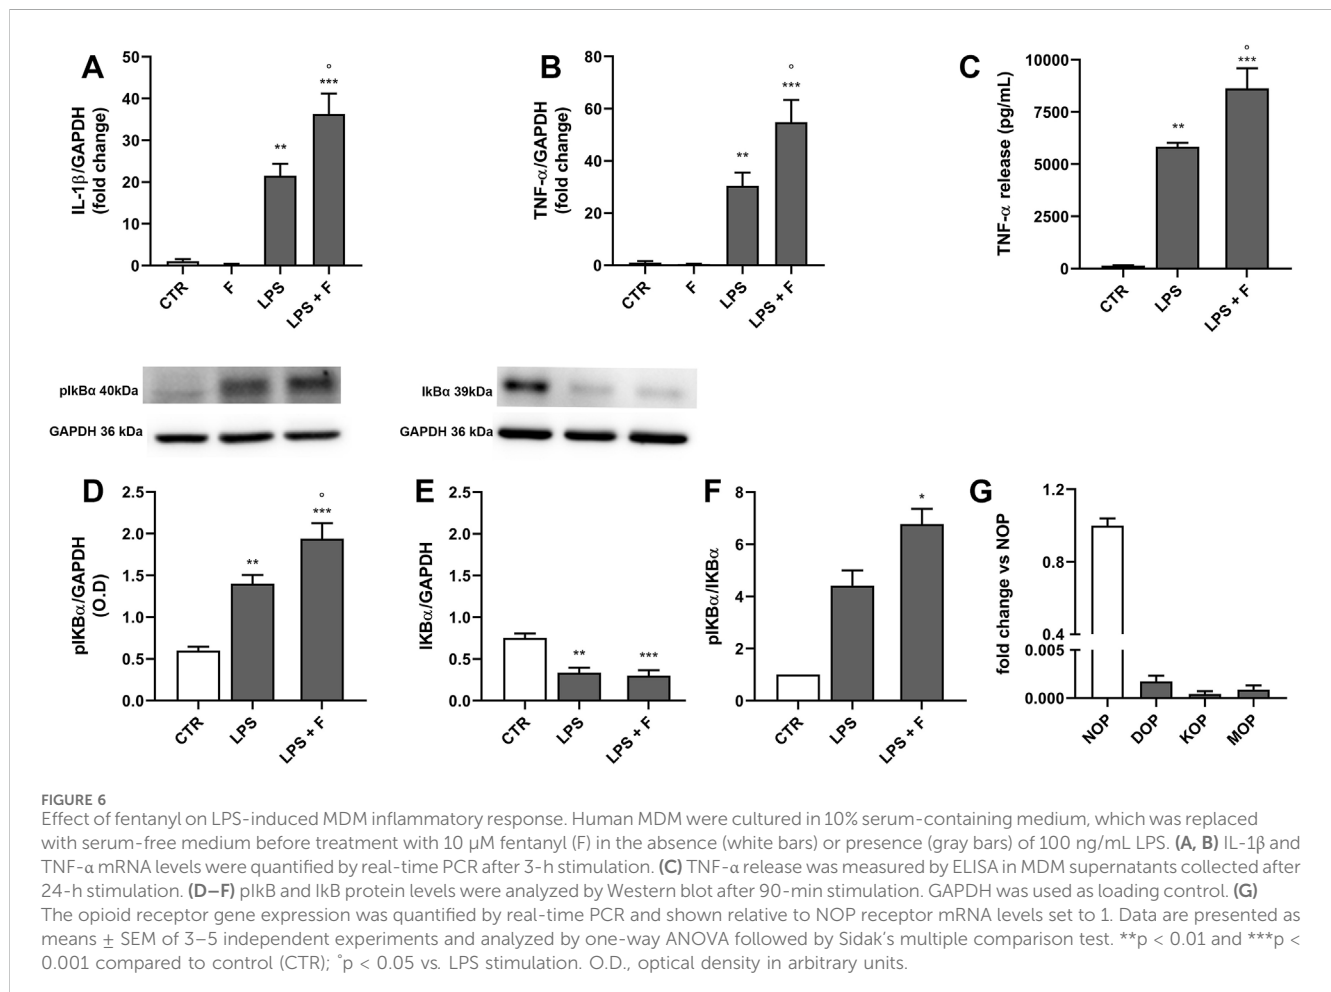 A
IL-1β/GAPDH
(fold change)
50
40
30
20
10
0
**
°
***
CTR
F
LPS
LPS + F
B
TNF-α/GAPDH
(fold change)
80
60
40
20
0
**
°
***
CTR
F
LPS
LPS + F
C
TNF-α release (pg/mL)
10000
7500
5000
2500
0
**
°
***
CTR
LPS
LPS + F
pIkBα 40kDa
GAPDH 36 kDa
IkBα 39kDa
GAPDH 36 kDa
D
pIKBα/GAPDH
(O.D)
2.5
2.0
1.5
1.0
0.5
0.0
**
°
***
CTR
LPS
LPS + F
E
IKBα/GAPDH
2.5
2.0
1.5
1.0
0.5
0.0
**
***
CTR
LPS
LPS + F
F
pIKBα/IKBα
8
6
4
2
0
*
CTR
LPS
LPS + F
G
fold change vs NOP
1.2
0.8
0.4
0.005
0.000
NOP
DOP
KOP
MOP
FIGURE 6
Effect of fentanyl on LPS-induced MDM inflammatory response. Human MDM were cultured in 10% serum-containing medium, which was replaced
with serum-free medium before treatment with 10 μM fentanyl (F) in the absence (white bars) or presence (gray bars) of 100 ng/mL LPS. (A, B) IL-1β and
TNF-α mRNA levels were quantified by real-time PCR after 3-h stimulation. (C) TNF-α release was measured by ELISA in MDM supernatants collected after
24-h stimulation. (D–F) pIkB and IkB protein levels were analyzed by Western blot after 90-min stimulation. GAPDH was used as loading control. (G)
The opioid receptor gene expression was quantified by real-time PCR and shown relative to NOP receptor mRNA levels set to 1. Data are presented as
means ± SEM of 3–5 independent experiments and analyzed by one-way ANOVA followed by Sidak's multiple comparison test. **p < 0.01 and ***p <
0.001 compared to control (CTR); °p < 0.05 vs. LPS stimulation. O.D., optical density in arbitrary units.